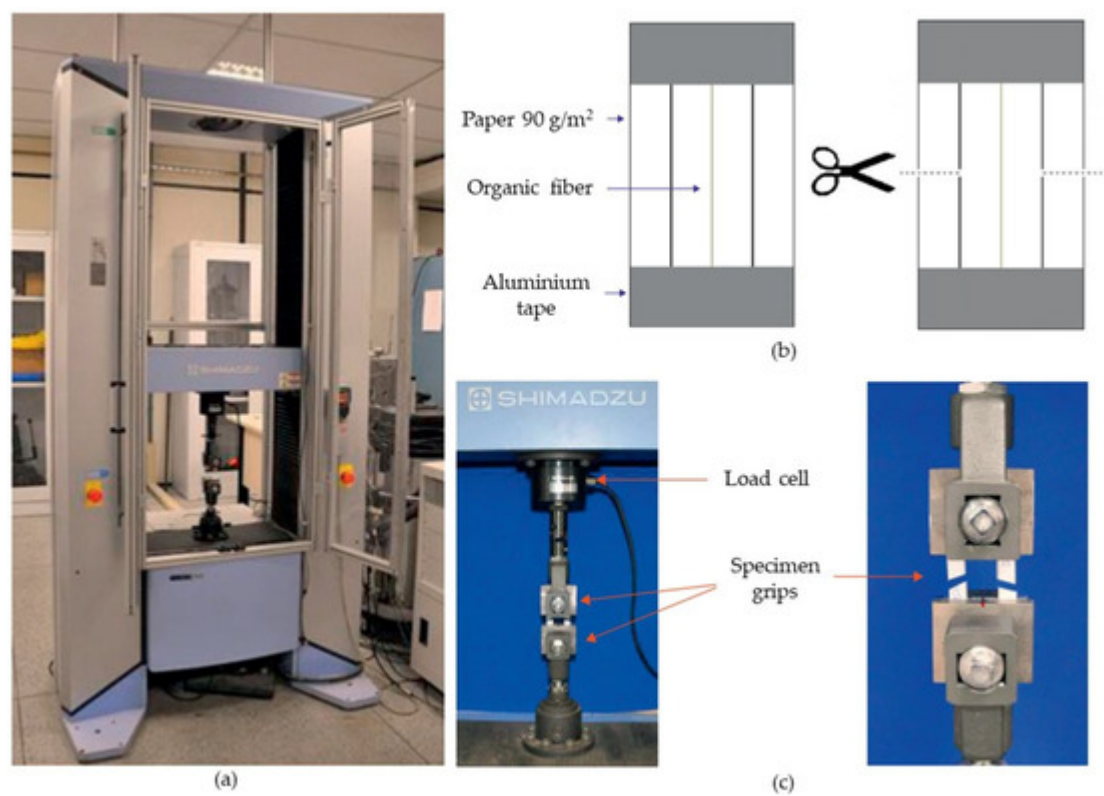 Paper 90 g/m²
Organic fiber
Aluminium
tape
(b)
SHIMADZU
(a)
SHIMADZU
Load cell
Specimen
grips
(c)